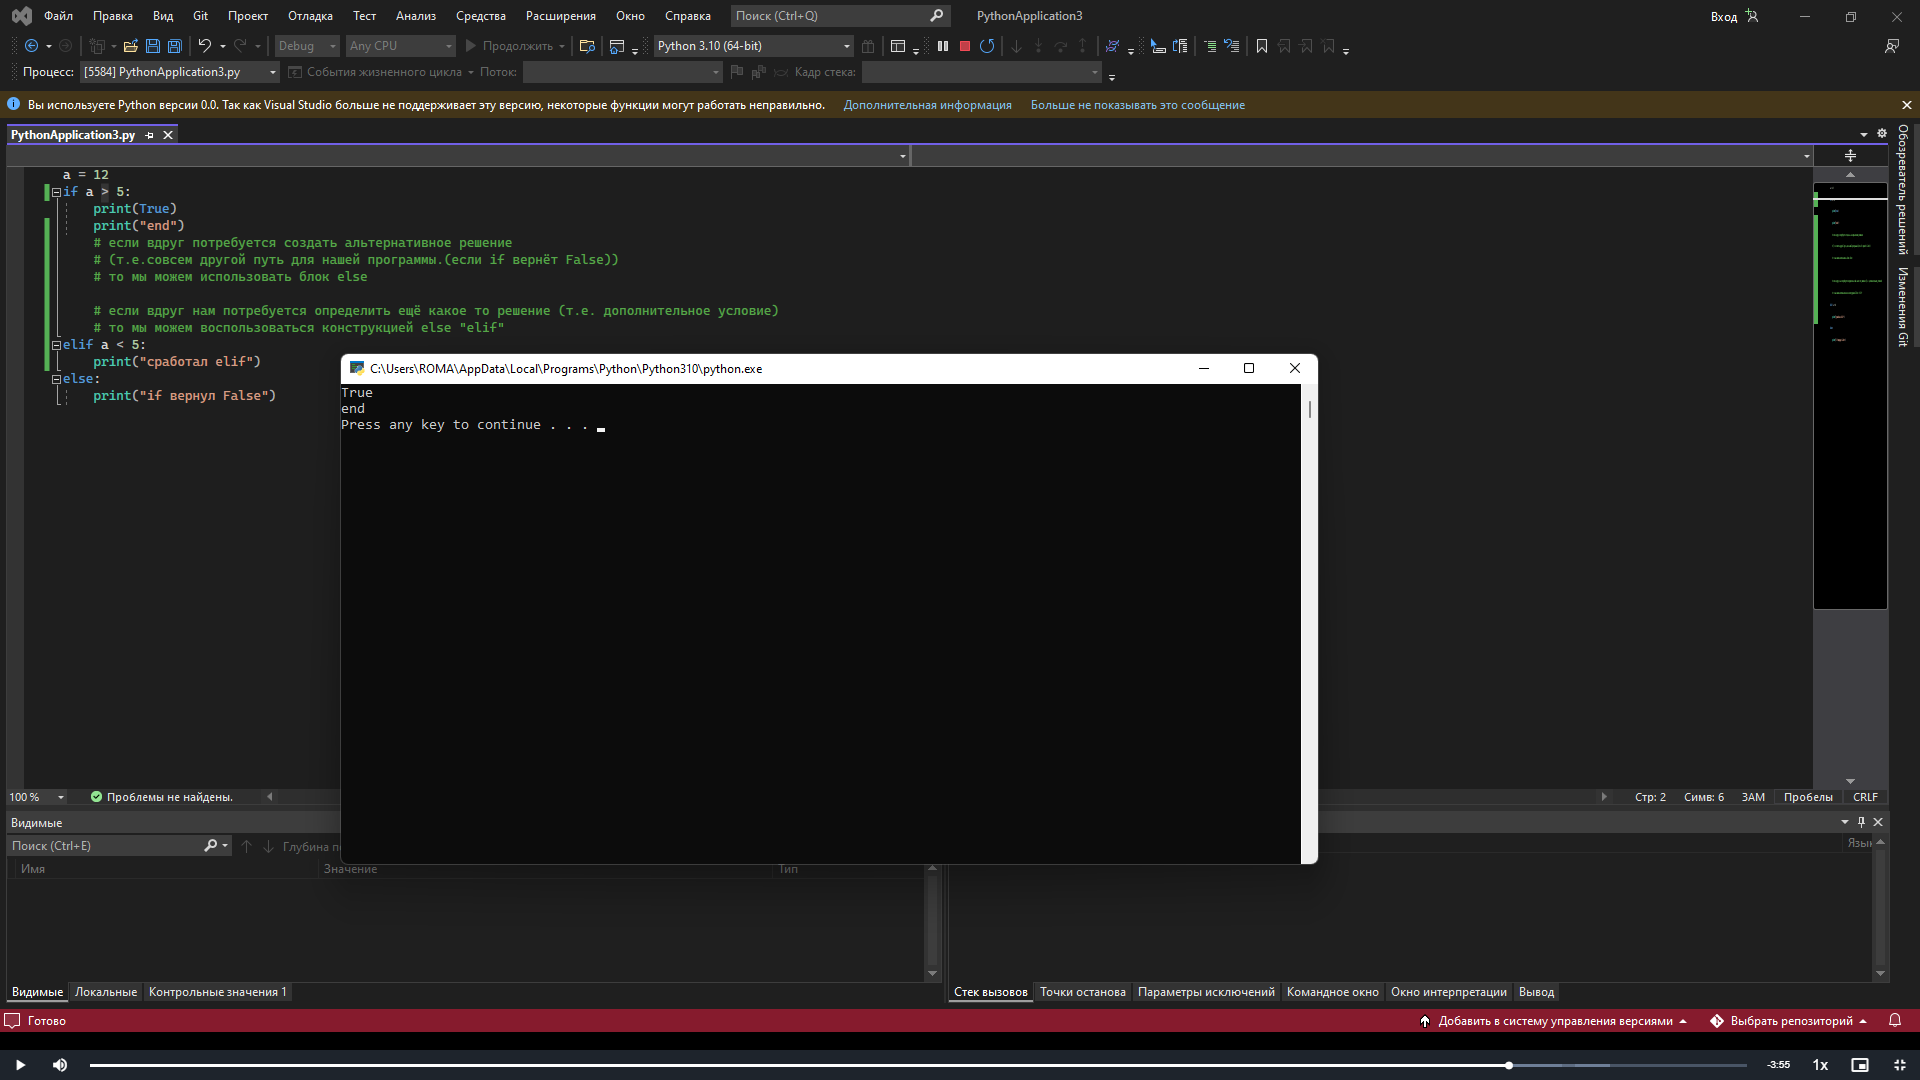 Файл Правка Вид Git Проект Отладка Тест Анализ Средства Расширения Окно Справка Поиск (Ctrl+Q) PythonApplication3 Вход
Debug Any CPU Продолжить Python 3.10 (64-bit)
Процесс: [5584] PythonApplication3.py События жизненного цикла Поток: Кадр стека:
Вы используете Python версии 0.0. Так как Visual Studio больше не поддерживает эту версию, некоторые функции могут работать неправильно. Дополнительная информация Больше не показывать это сообщение
PythonApplication3.py
a = 12
if a > 5:
print(True)
print("end")
# если вдруг потребуется создать альтернативное решение
# (т.е.совсем другой путь для нашей программы.(если if вернёт False))
# то мы можем использовать блок else
# если вдруг нам потребуется определить ещё какое то решение (т.е. дополнительное условие)
# то мы можем воспользоваться конструкцией else "elif"
elif a < 5:
print("сработал elif")
else:
print("if вернул False")
C:\Users\ROMA\AppData\Local\Programs\Python\Python310\python.exe
True
end
Press any key to continue . . .
Обозреватель решений
Изменения Git
100 % Проблемы не найдены. Стр: 2 Симв: 6 ЗАМ Пробелы CRLF
Видимые
Поиск (Ctrl+E) Глубина
Имя Значение Тип
Видимые Локальные Контрольные значения 1
Стек вызовов Точки останова Параметры исключений Командное окно Окно интерпретации Вывод
Готово Добавить в систему управления версиями Выбрать репозиторий
-3:55 1x